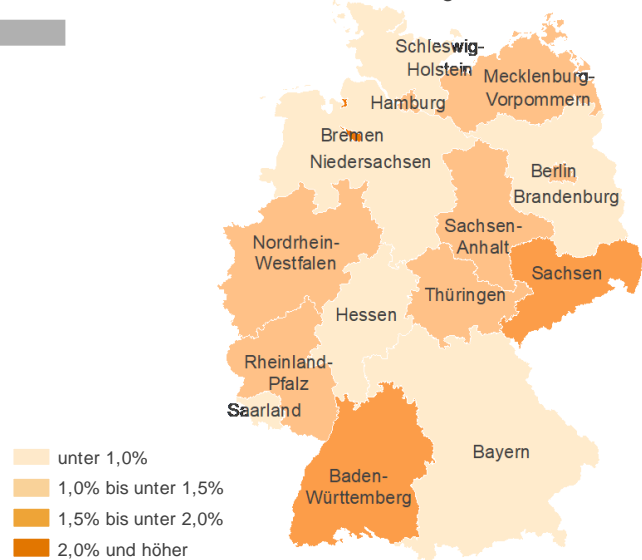 Schleswig-
Holstein
Mecklenburg-
Vorpommern
Hamburg
Bremen
Niedersachsen
Berlin
Brandenburg
Sachsen-
Anhalt
Nordrhein-
Westfalen
Sachsen
Thüringen
Hessen
Rheinland-
Pfalz
Saarland
Bayern
Baden-
Württemberg
unter 1,0%
1,0% bis unter 1,5%
1,5% bis unter 2,0%
2,0% und höher